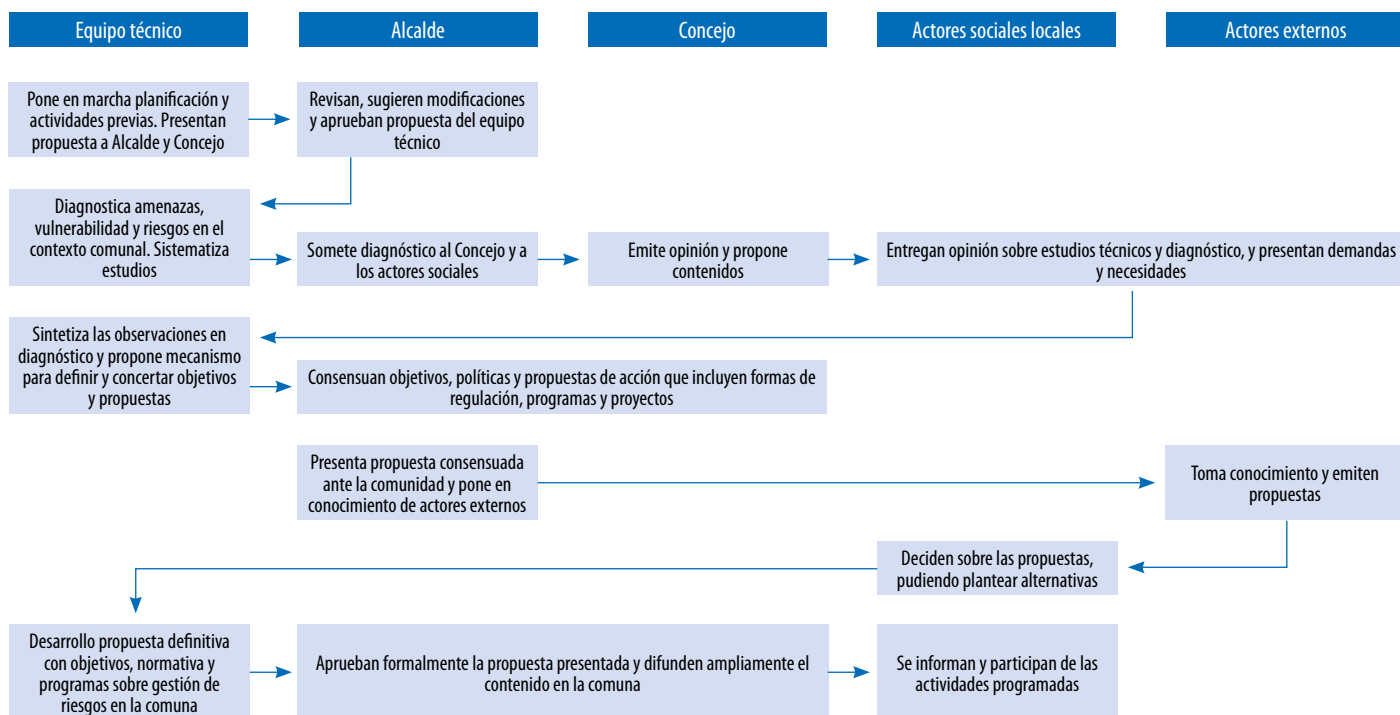 Equipo técnico
Alcalde
Concejo
Actores sociales locales
Actores externos
Pone en marcha planificación y
actividades previas. Presentan
propuesta a Alcalde y Concejo
Revisan, sugieren modificaciones
y aprueban propuesta del equipo
técnico
Diagnostica amenazas,
vulnerabilidad y riesgos en el
contexto comunal. Sistematiza
estudios
Somete diagnóstico al Concejo y a
los actores sociales
Emite opinión y propone
contenidos
Entregan opinión sobre estudios técnicos y diagnóstico, y presentan demandas
y necesidades
Sintetiza las observaciones en
diagnóstico y propone mecanismo
para definir y concertar objetivos
y propuestas
Consensuan objetivos, políticas y propuestas de acción que incluyen formas de
regulación, programas y proyectos
Presenta propuesta consensuada
ante la comunidad y pone en
conocimiento de actores externos
Toma conocimiento y emiten
propuestas
Deciden sobre las propuestas,
pudiendo plantear alternativas
Desarrollo propuesta definitiva
con objetivos, normativa y
programas sobre gestión de
riesgos en la comuna
Aprueban formalmente la propuesta presentada y difunden ampliamente el
contenido en la comuna
Se informan y participan de las
actividades programadas